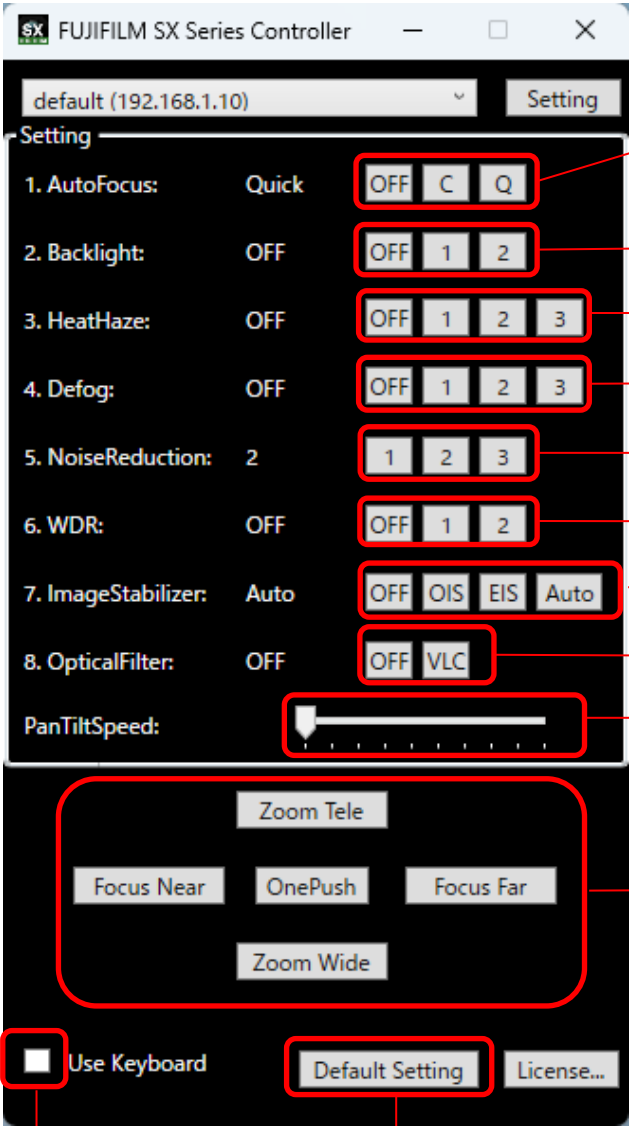 SX FUJIFILM SX Series Controller
default (192.168.1.10) Setting
Setting
1. AutoFocus: Quick OFF C Q
2. Backlight: OFF OFF 1 2
3. HeatHaze: OFF OFF 1 2 3
4. Defog: OFF OFF 1 2 3
5. NoiseReduction: 2 1 2 3
6. WDR: OFF OFF 1 2
7. ImageStabilizer: Auto OFF OIS EIS Auto
8. OpticalFilter: OFF OFF VLC
PanTiltSpeed:
Zoom Tele
Focus Near OnePush Focus Far
Zoom Wide
Use Keyboard Default Setting License...